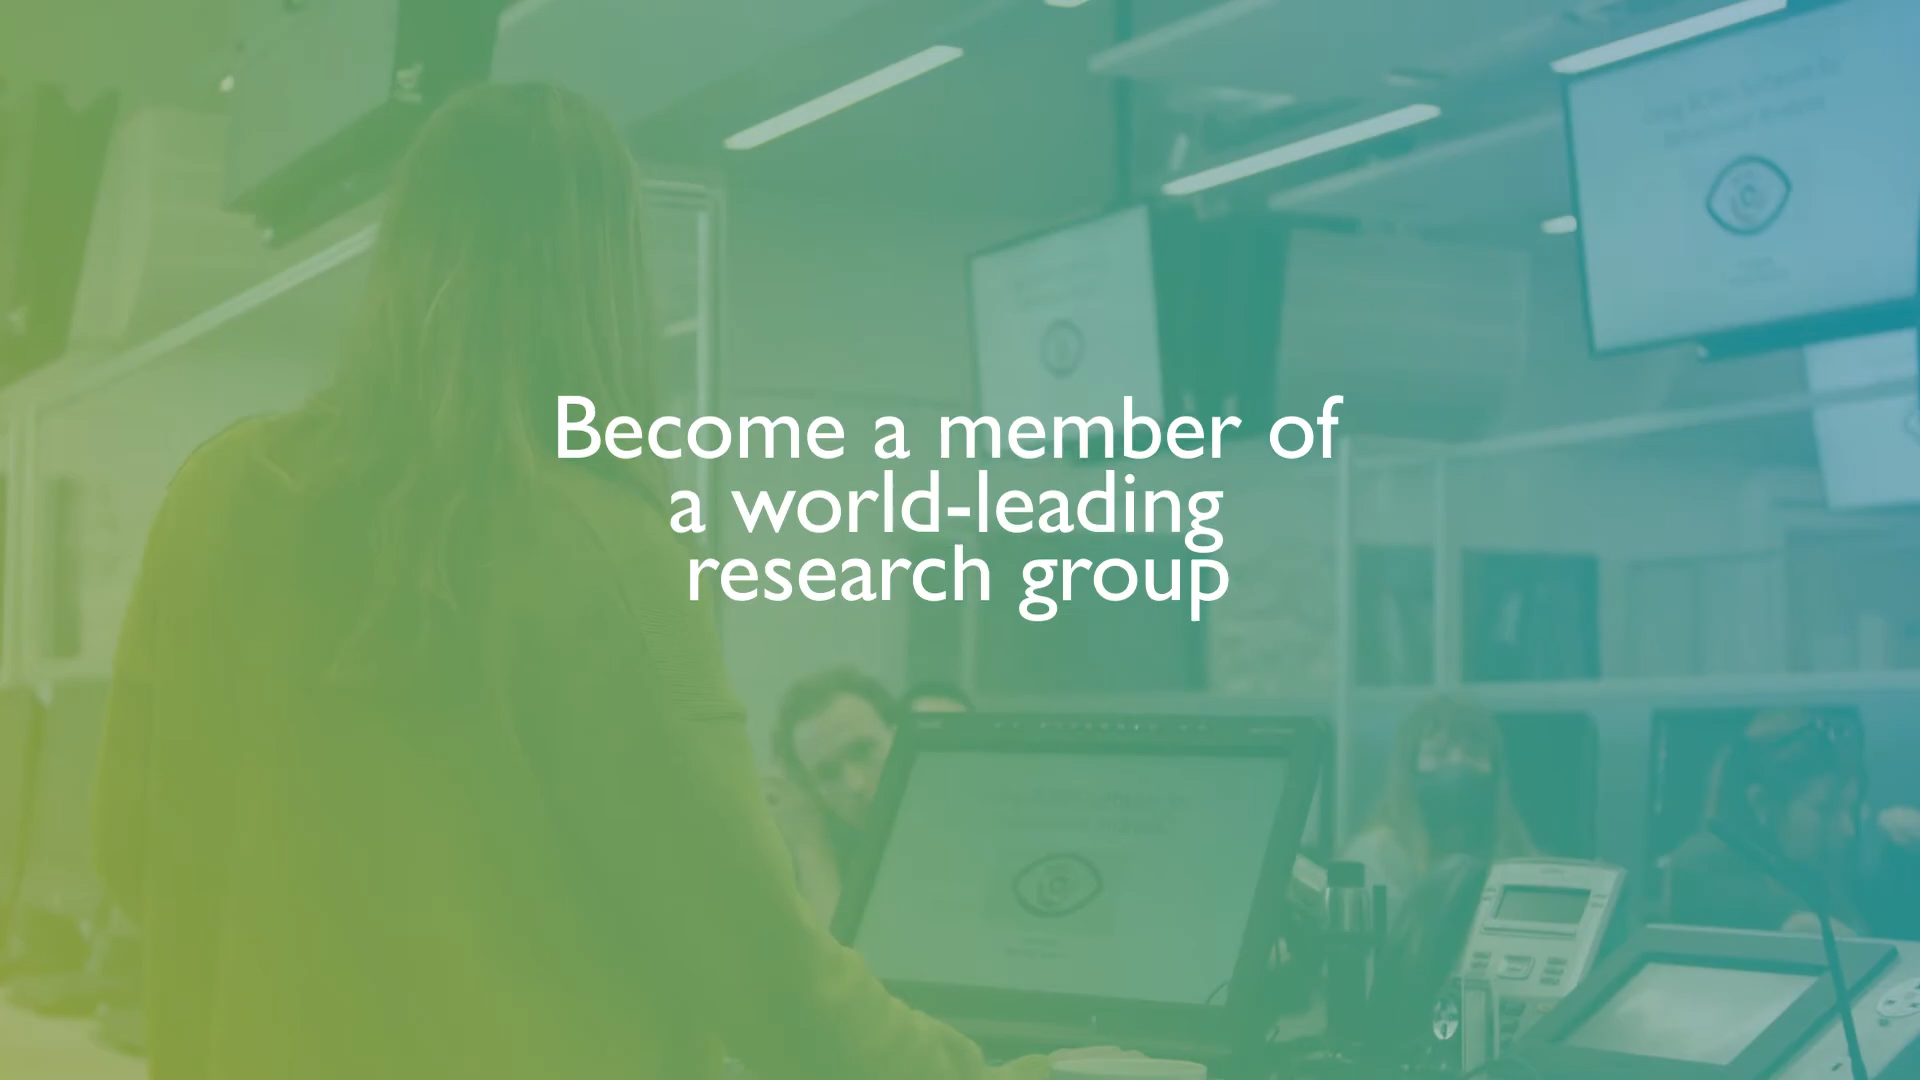 Become a member of
a world-leading
research group